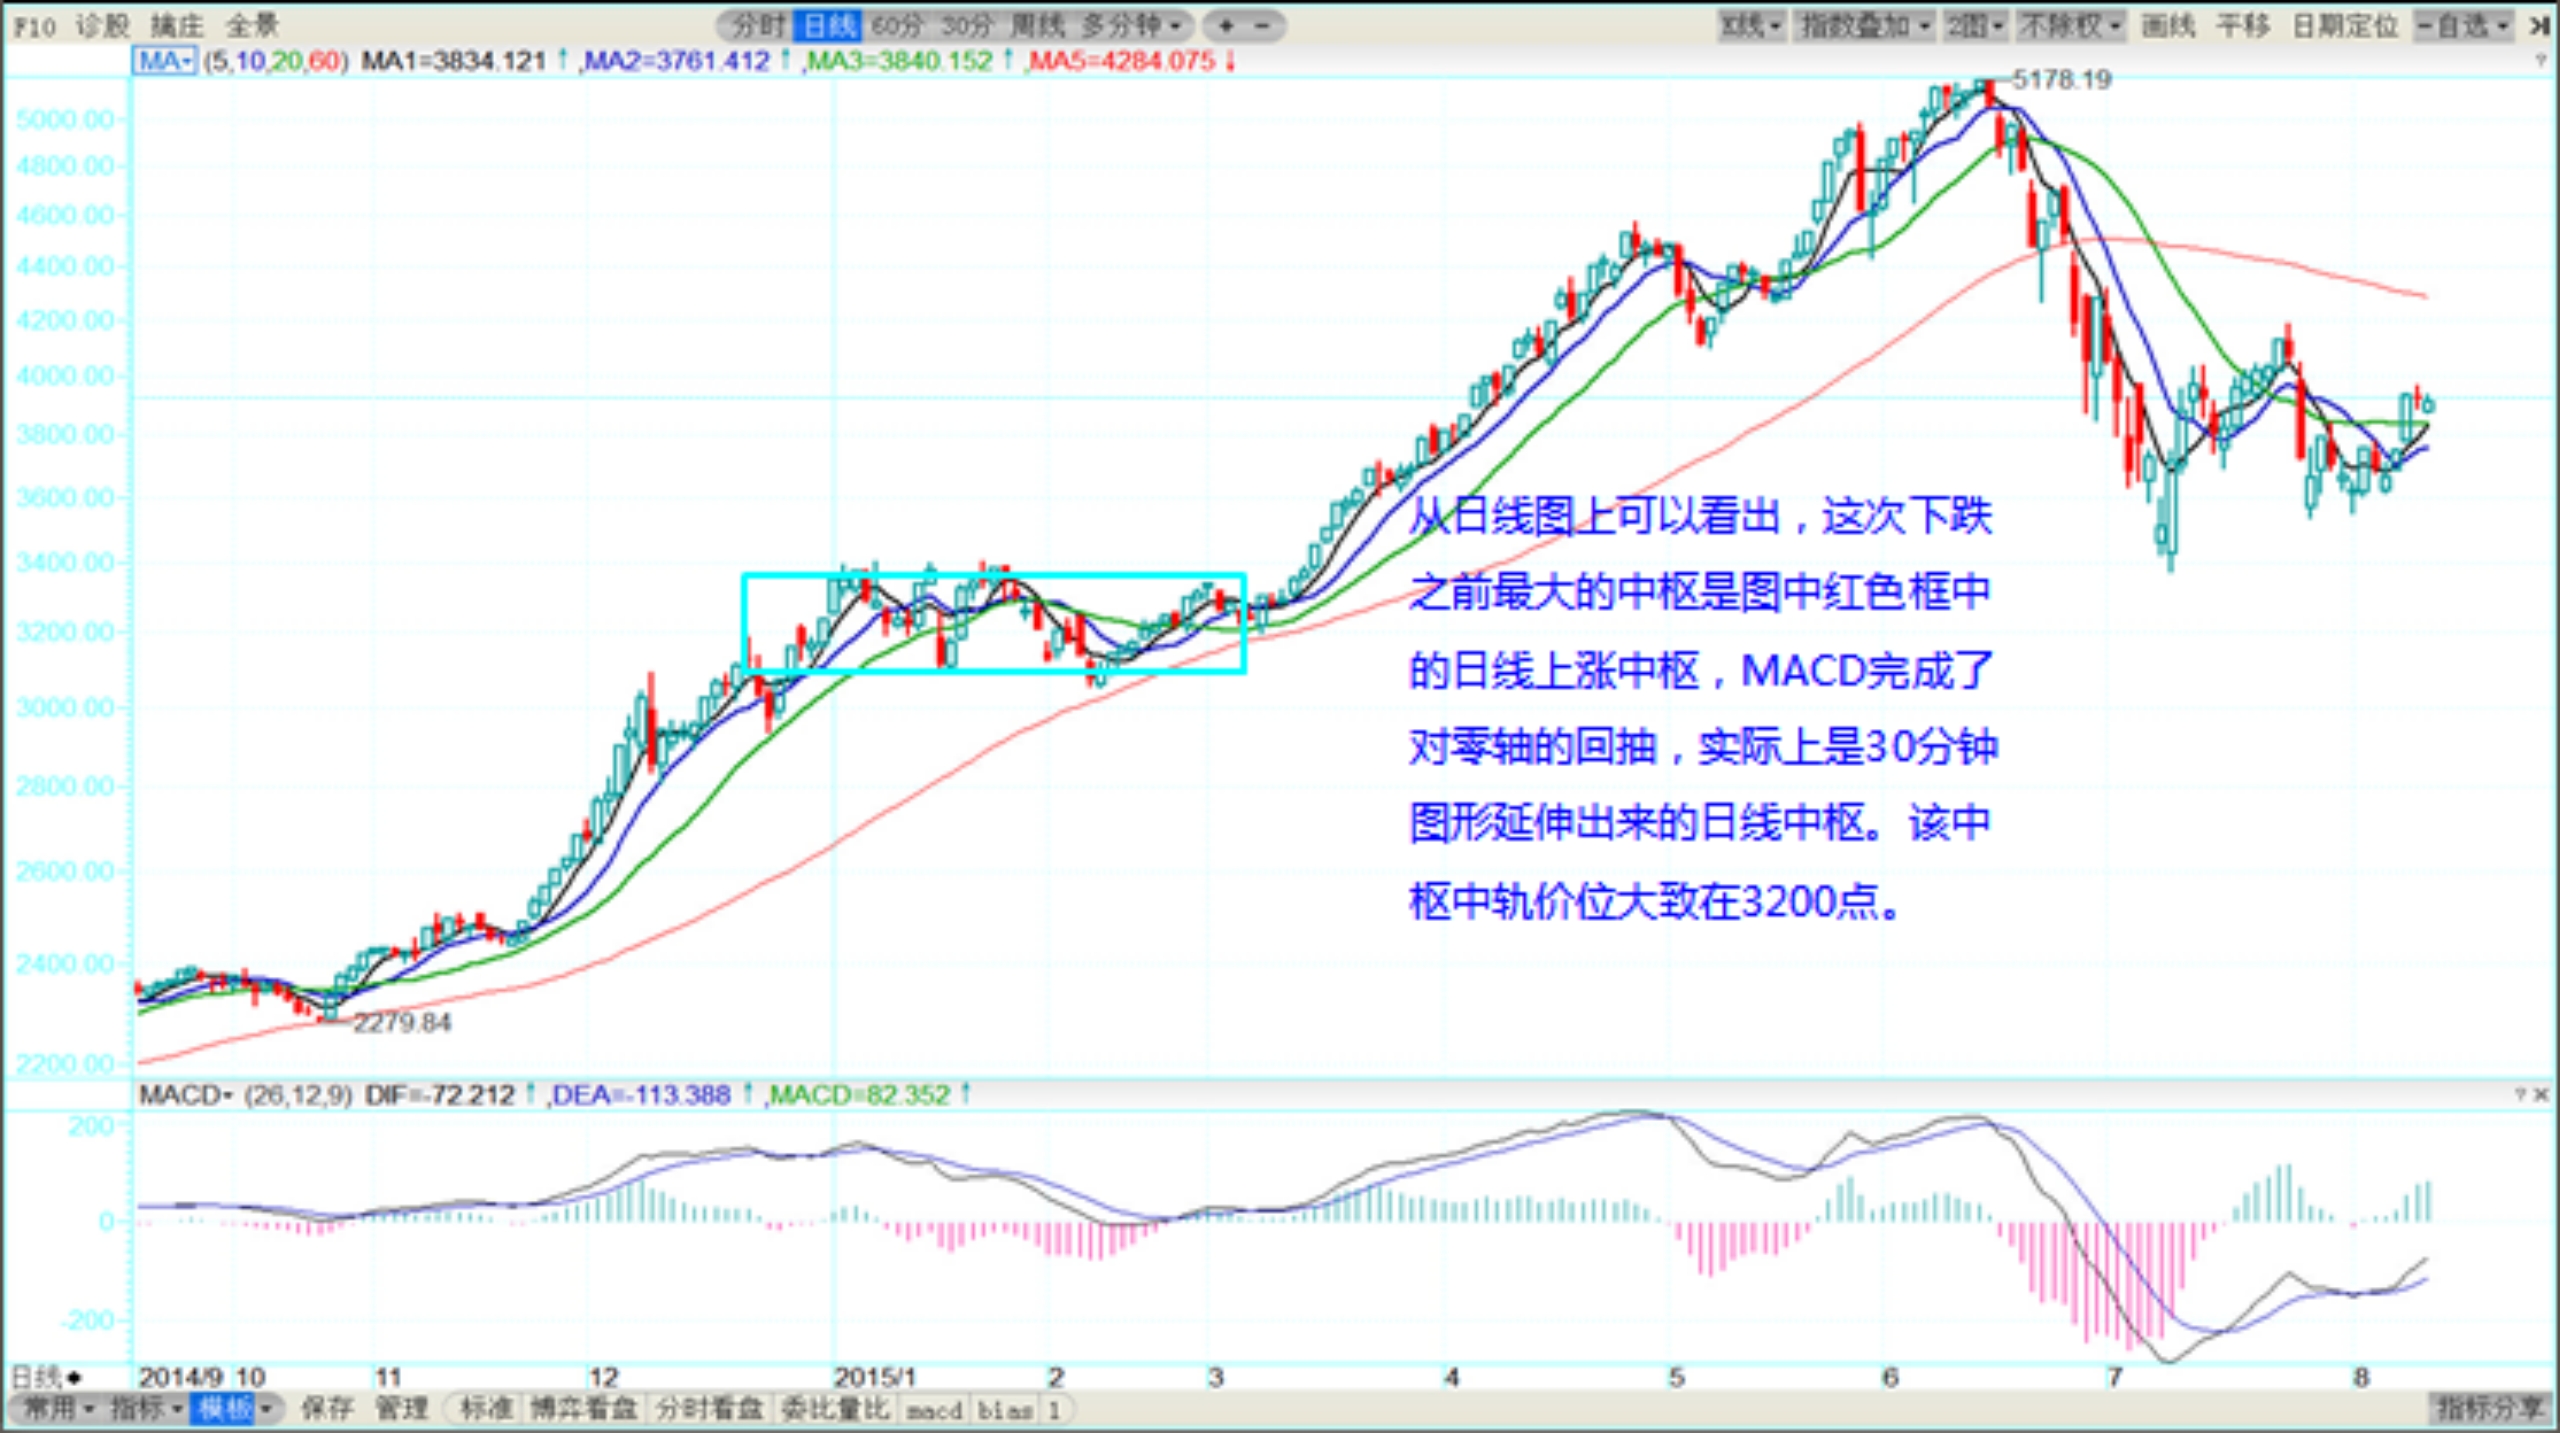 F10 诊股 擒庄 全景 分时 日线 60分 30分 周线 多分钟 + - K线 指数叠加 2图 不除权 画线 平移 日期定位 -自选
MA (5,10,20,60) MA1=3834.121↑ ,MA2=3761.412↑ ,MA3=3840.152↑ ,MA5=4284.075↓ ?
5178.19
5000.00
4800.00
4600.00
4400.00
4200.00
4000.00
3800.00
3600.00
3400.00
3200.00
3000.00
2800.00
2600.00
2400.00
2200.00
从日线图上可以看出，这次下跌
之前最大的中枢是图中红色框中
的日线上涨中枢，MACD完成了
对零轴的回抽，实际上是30分钟
图形延伸出来的日线中枢。该中
枢中轨价位大致在3200点。
2279.84
MACD (26,12,9) DIF=-72.212↑ ,DEA=-113.388↑ ,MACD=82.352↑ ? ×
200
0
-200
日线 2014/9 10 11 12 2015/1 2 3 4 5 6 7 8
常用 指标 模板 保存 管理 标准 博弈看盘 分时看盘 委比量比 macd bias 1 指标分享